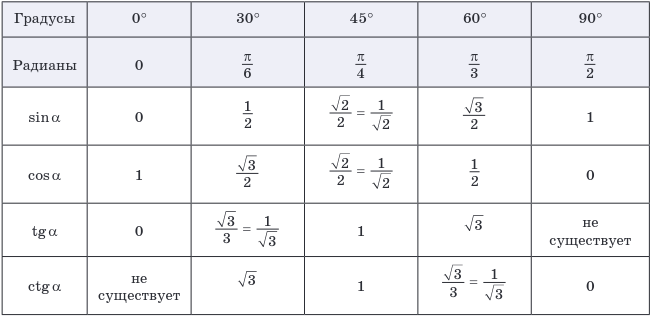 Градусы 0° 30° 45° 60° 90°
Радианы 0 π/6 π/4 π/3 π/2
sin α 0 1/2 √2/2 = 1/√2 √3/2 1
cos α 1 √3/2 √2/2 = 1/√2 1/2 0
tg α 0 √3/3 = 1/√3 1 √3 не
существует
ctg α не
существует √3 1 √3/3 = 1/√3 0